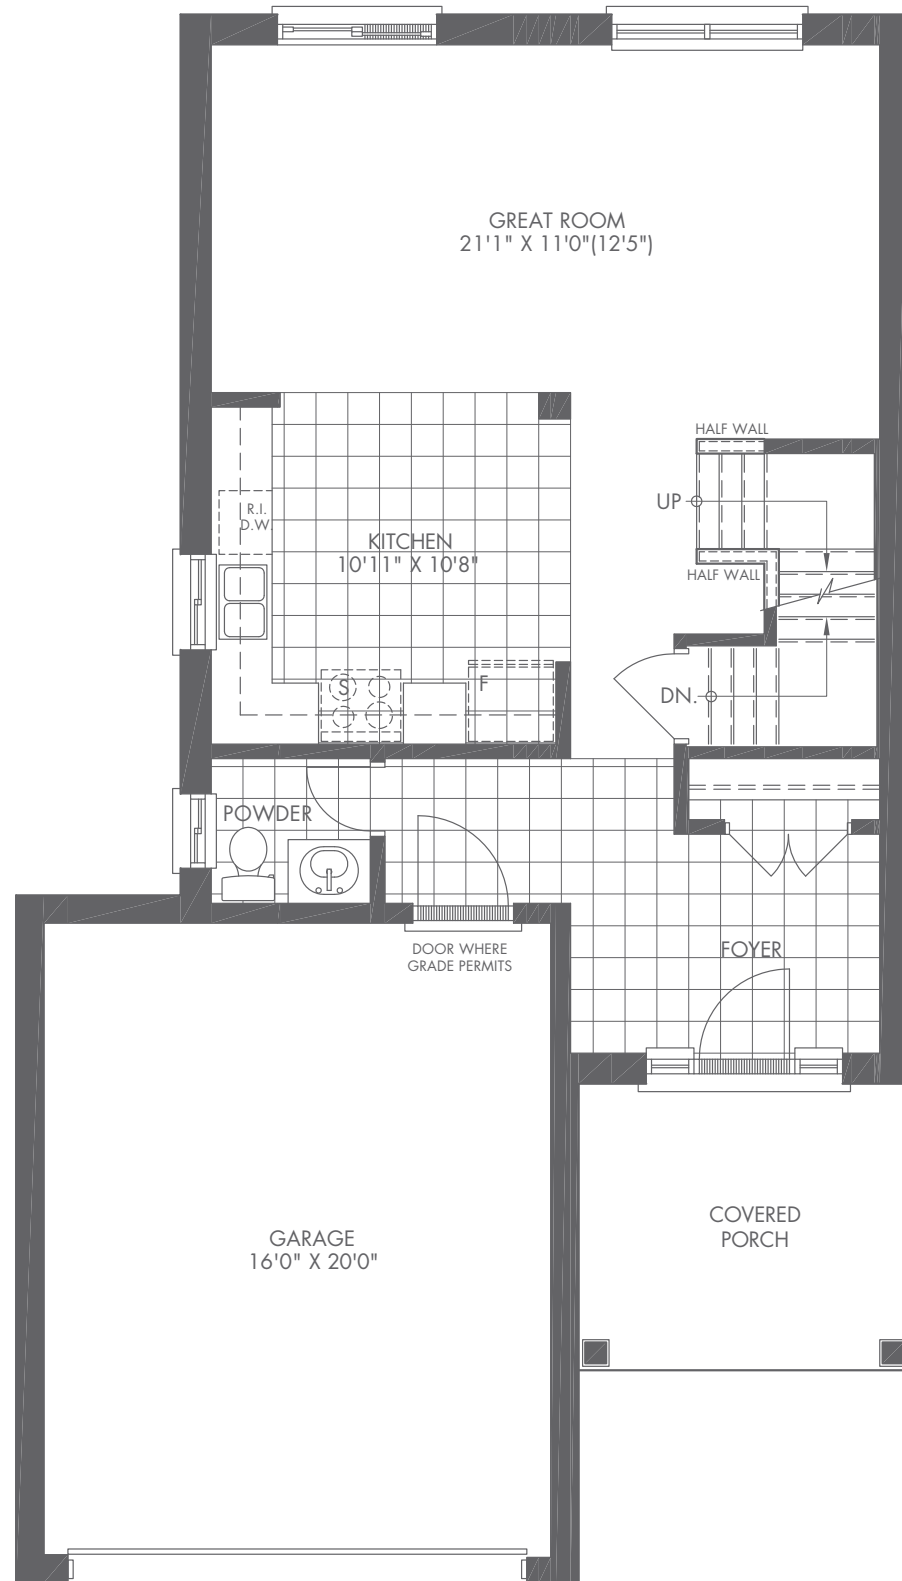 GREAT ROOM
21'1" X 11'0"(12'5")
HALF WALL
UP
R.I.
D.W.
KITCHEN
10'11" X 10'8"
HALF WALL
S
F
DN.
POWDER
DOOR WHERE
GRADE PERMITS
FOYER
COVERED
PORCH
GARAGE
16'0" X 20'0"